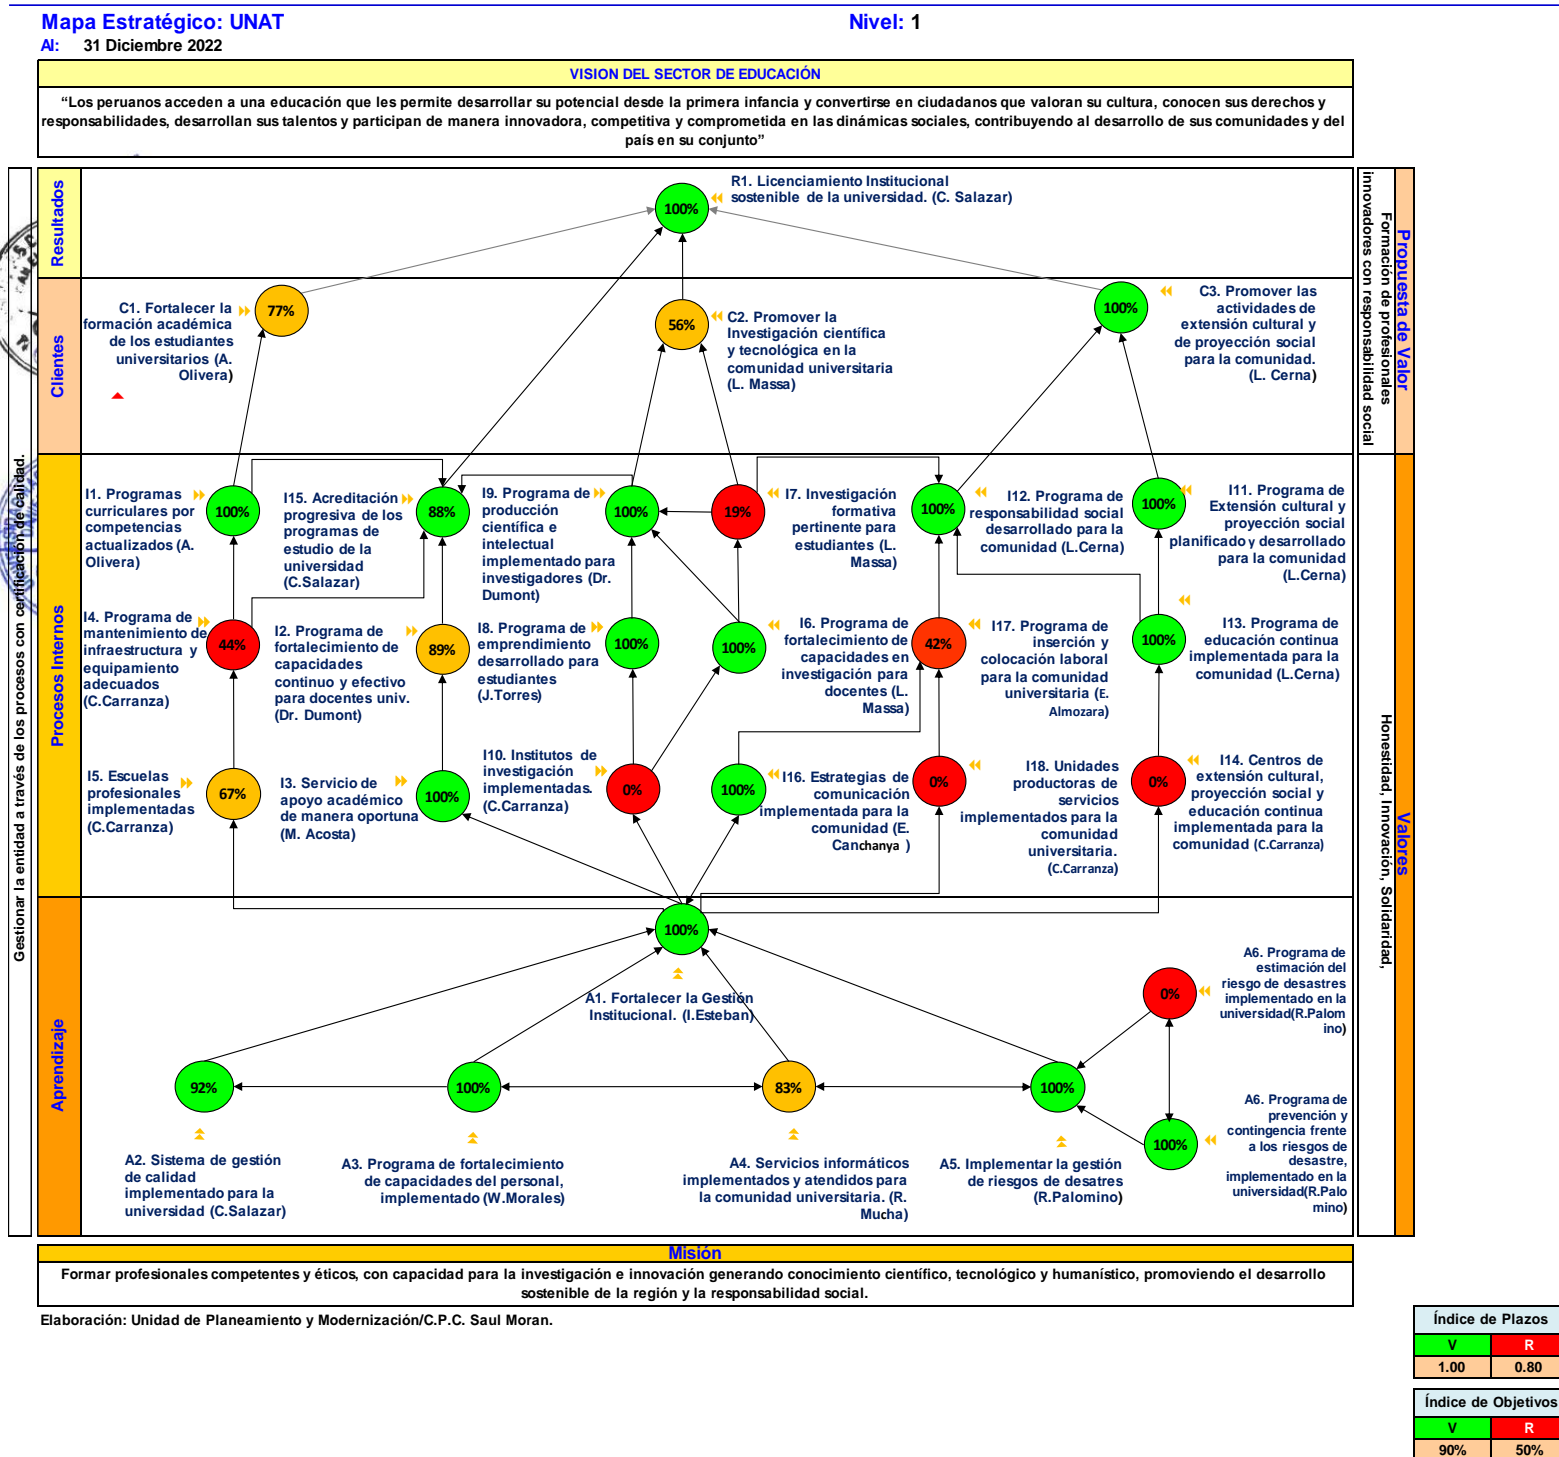 Mapa Estratégico: UNAT
Nivel: 1
Al: 31 Diciembre 2022
VISION DEL SECTOR DE EDUCACIÓN
“Los peruanos acceden a una educación que les permite desarrollar su potencial desde la primera infancia y convertirse en ciudadanos que valoran su cultura, conocen sus derechos y
responsabilidades, desarrollan sus talentos y participan de manera innovadora, competitiva y comprometida en las dinámicas sociales, contribuyendo al desarrollo de sus comunidades y del
país en su conjunto”
Gestionar la entidad a través de los procesos con certificación de calidad.
Resultados
100%
R1. Licenciamiento Institucional
sostenible de la universidad. (C. Salazar)
Clientes
C1. Fortalecer la
formación académica
de los estudiantes
universitarios (A.
Olivera)
77%
56%
C2. Promover la
Investigación científica
y tecnológica en la
comunidad universitaria
(L. Massa)
100%
C3. Promover las
actividades de
extensión cultural y
de proyección social
para la comunidad.
(L. Cerna)
Propuesta de Valor
Formación de profesionales
innovadores con responsabilidad social
Procesos Internos
I1. Programas
curriculares por
competencias
actualizados (A.
Olivera)
100%
I15. Acreditación
progresiva de los
programas de
estudio de la
universidad
(C.Salazar)
88%
I9. Programa de
producción
científica e
intelectual
implementado para
investigadores (Dr.
Dumont)
100%
19%
I7. Investigación
formativa
pertinente para
estudiantes (L.
Massa)
100%
I12. Programa de
responsabilidad social
desarrollado para la
comunidad (L.Cerna)
100%
I11. Programa de
Extensión cultural y
proyección social
planificado y desarrollado
para la comunidad
(L.Cerna)
I4. Programa de
mantenimiento de
infraestructura y
equipamiento
adecuados
(C.Carranza)
44%
I2. Programa de
fortalecimiento de
capacidades
continuo y efectivo
para docentes univ.
(Dr. Dumont)
89%
I8. Programa de
emprendimiento
desarrollado para
estudiantes
(J.Torres)
100%
100%
I6. Programa de
fortalecimiento de
capacidades en
investigación para
docentes (L.
Massa)
42%
I17. Programa de
inserción y
colocación laboral
para la comunidad
universitaria (E.
Almozara)
100%
I13. Programa de
educación continua
implementada para la
comunidad (L.Cerna)
I5. Escuelas
profesionales
implementadas
(C.Carranza)
67%
I3. Servicio de
apoyo académico
de manera oportuna
(M. Acosta)
100%
I10. Institutos de
investigación
implementadas.
(C.Carranza)
0%
100%
I16. Estrategias de
comunicación
implementada para la
comunidad (E.
Canchanya )
0%
I18. Unidades
productoras de
servicios
implementados para la
comunidad
universitaria.
(C.Carranza)
0%
I14. Centros de
extensión cultural,
proyección social y
educación continua
implementada para la
comunidad (C.Carranza)
Valores
Honestidad, Innovación, Solidaridad,
Aprendizaje
100%
A1. Fortalecer la Gestión
Institucional. (I.Esteban)
0%
A6. Programa de
estimación del
riesgo de desastres
implementado en la
universidad(R.Palom
ino)
92%
100%
83%
100%
100%
A6. Programa de
prevención y
contingencia frente
a los riesgos de
desastre,
implementado en la
universidad(R.Palo
mino)
A2. Sistema de gestión
de calidad
implementado para la
universidad (C.Salazar)
A3. Programa de fortalecimiento
de capacidades del personal,
implementado (W.Morales)
A4. Servicios informáticos
implementados y atendidos para
la comunidad universitaria. (R.
Mucha)
A5. Implementar la gestión
de riesgos de desatres
(R.Palomino)
Misión
Formar profesionales competentes y éticos, con capacidad para la investigación e innovación generando conocimiento científico, tecnológico y humanístico, promoviendo el desarrollo
sostenible de la región y la responsabilidad social.
Elaboración: Unidad de Planeamiento y Modernización/C.P.C. Saul Moran.
Índice de Plazos
V R
1.00 0.80
Índice de Objetivos
V R
90% 50%